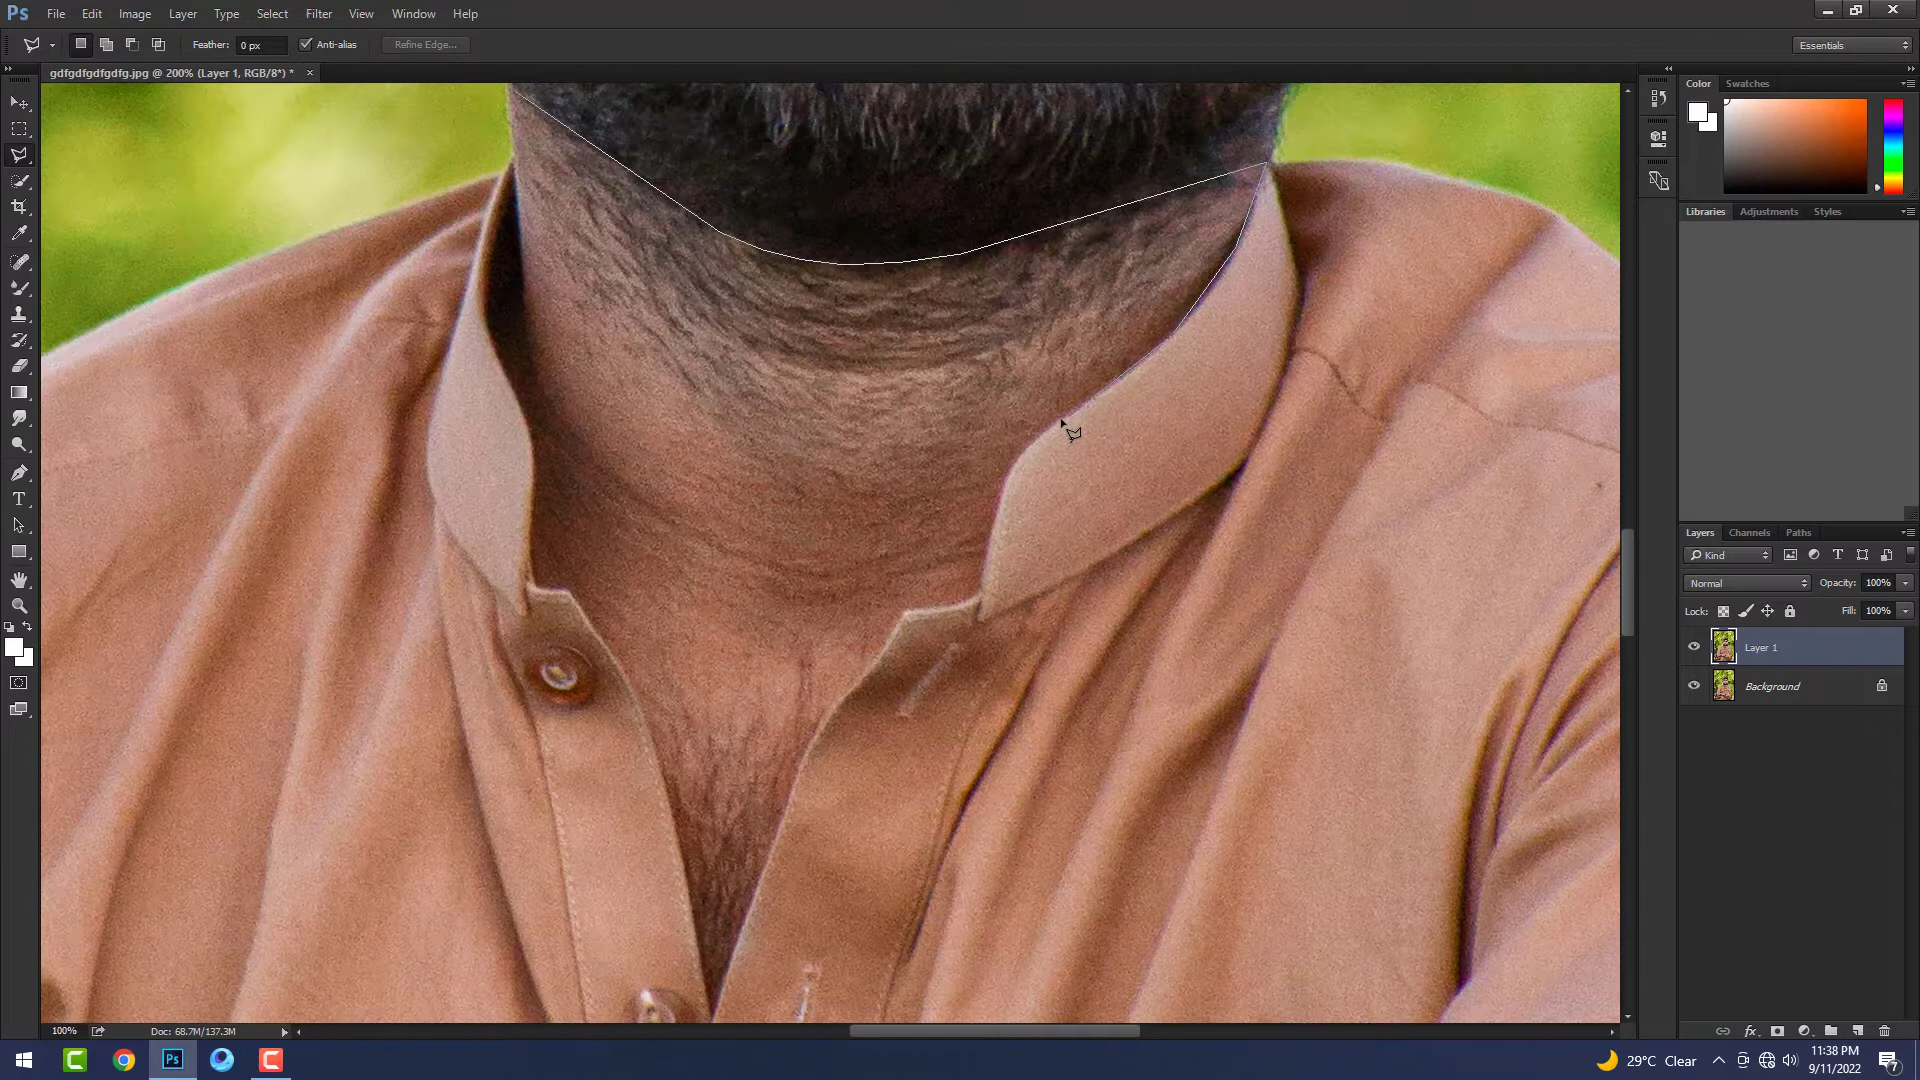 Ps File Edit Image Layer Type Select Filter View Window Help
Feather: 0 px Anti-alias Refine Edge... Essentials
gdfgdfgdfgdfg.jpg @ 200% (Layer 1, RGB/8*) *
Color Swatches
Libraries Adjustments Styles
Layers Channels Paths
Kind
Normal Opacity: 100%
Lock: Fill: 100%
Layer 1
Background
100% Doc: 68.7M/137.3M
29°C Clear
11:38 PM
9/11/2022
7